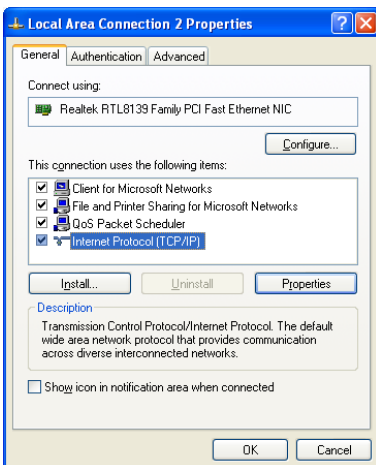 Local Area Connection 2 Properties
General Authentication Advanced
Connect using:
Realtek RTL8139 Family PCI Fast Ethernet NIC
Configure...
This connection uses the following items:
Client for Microsoft Networks
File and Printer Sharing for Microsoft Networks
QoS Packet Scheduler
Internet Protocol (TCP/IP)
Install... Uninstall Properties
Description
Transmission Control Protocol/Internet Protocol. The default
wide area network protocol that provides communication
across diverse interconnected networks.
Show icon in notification area when connected
OK Cancel